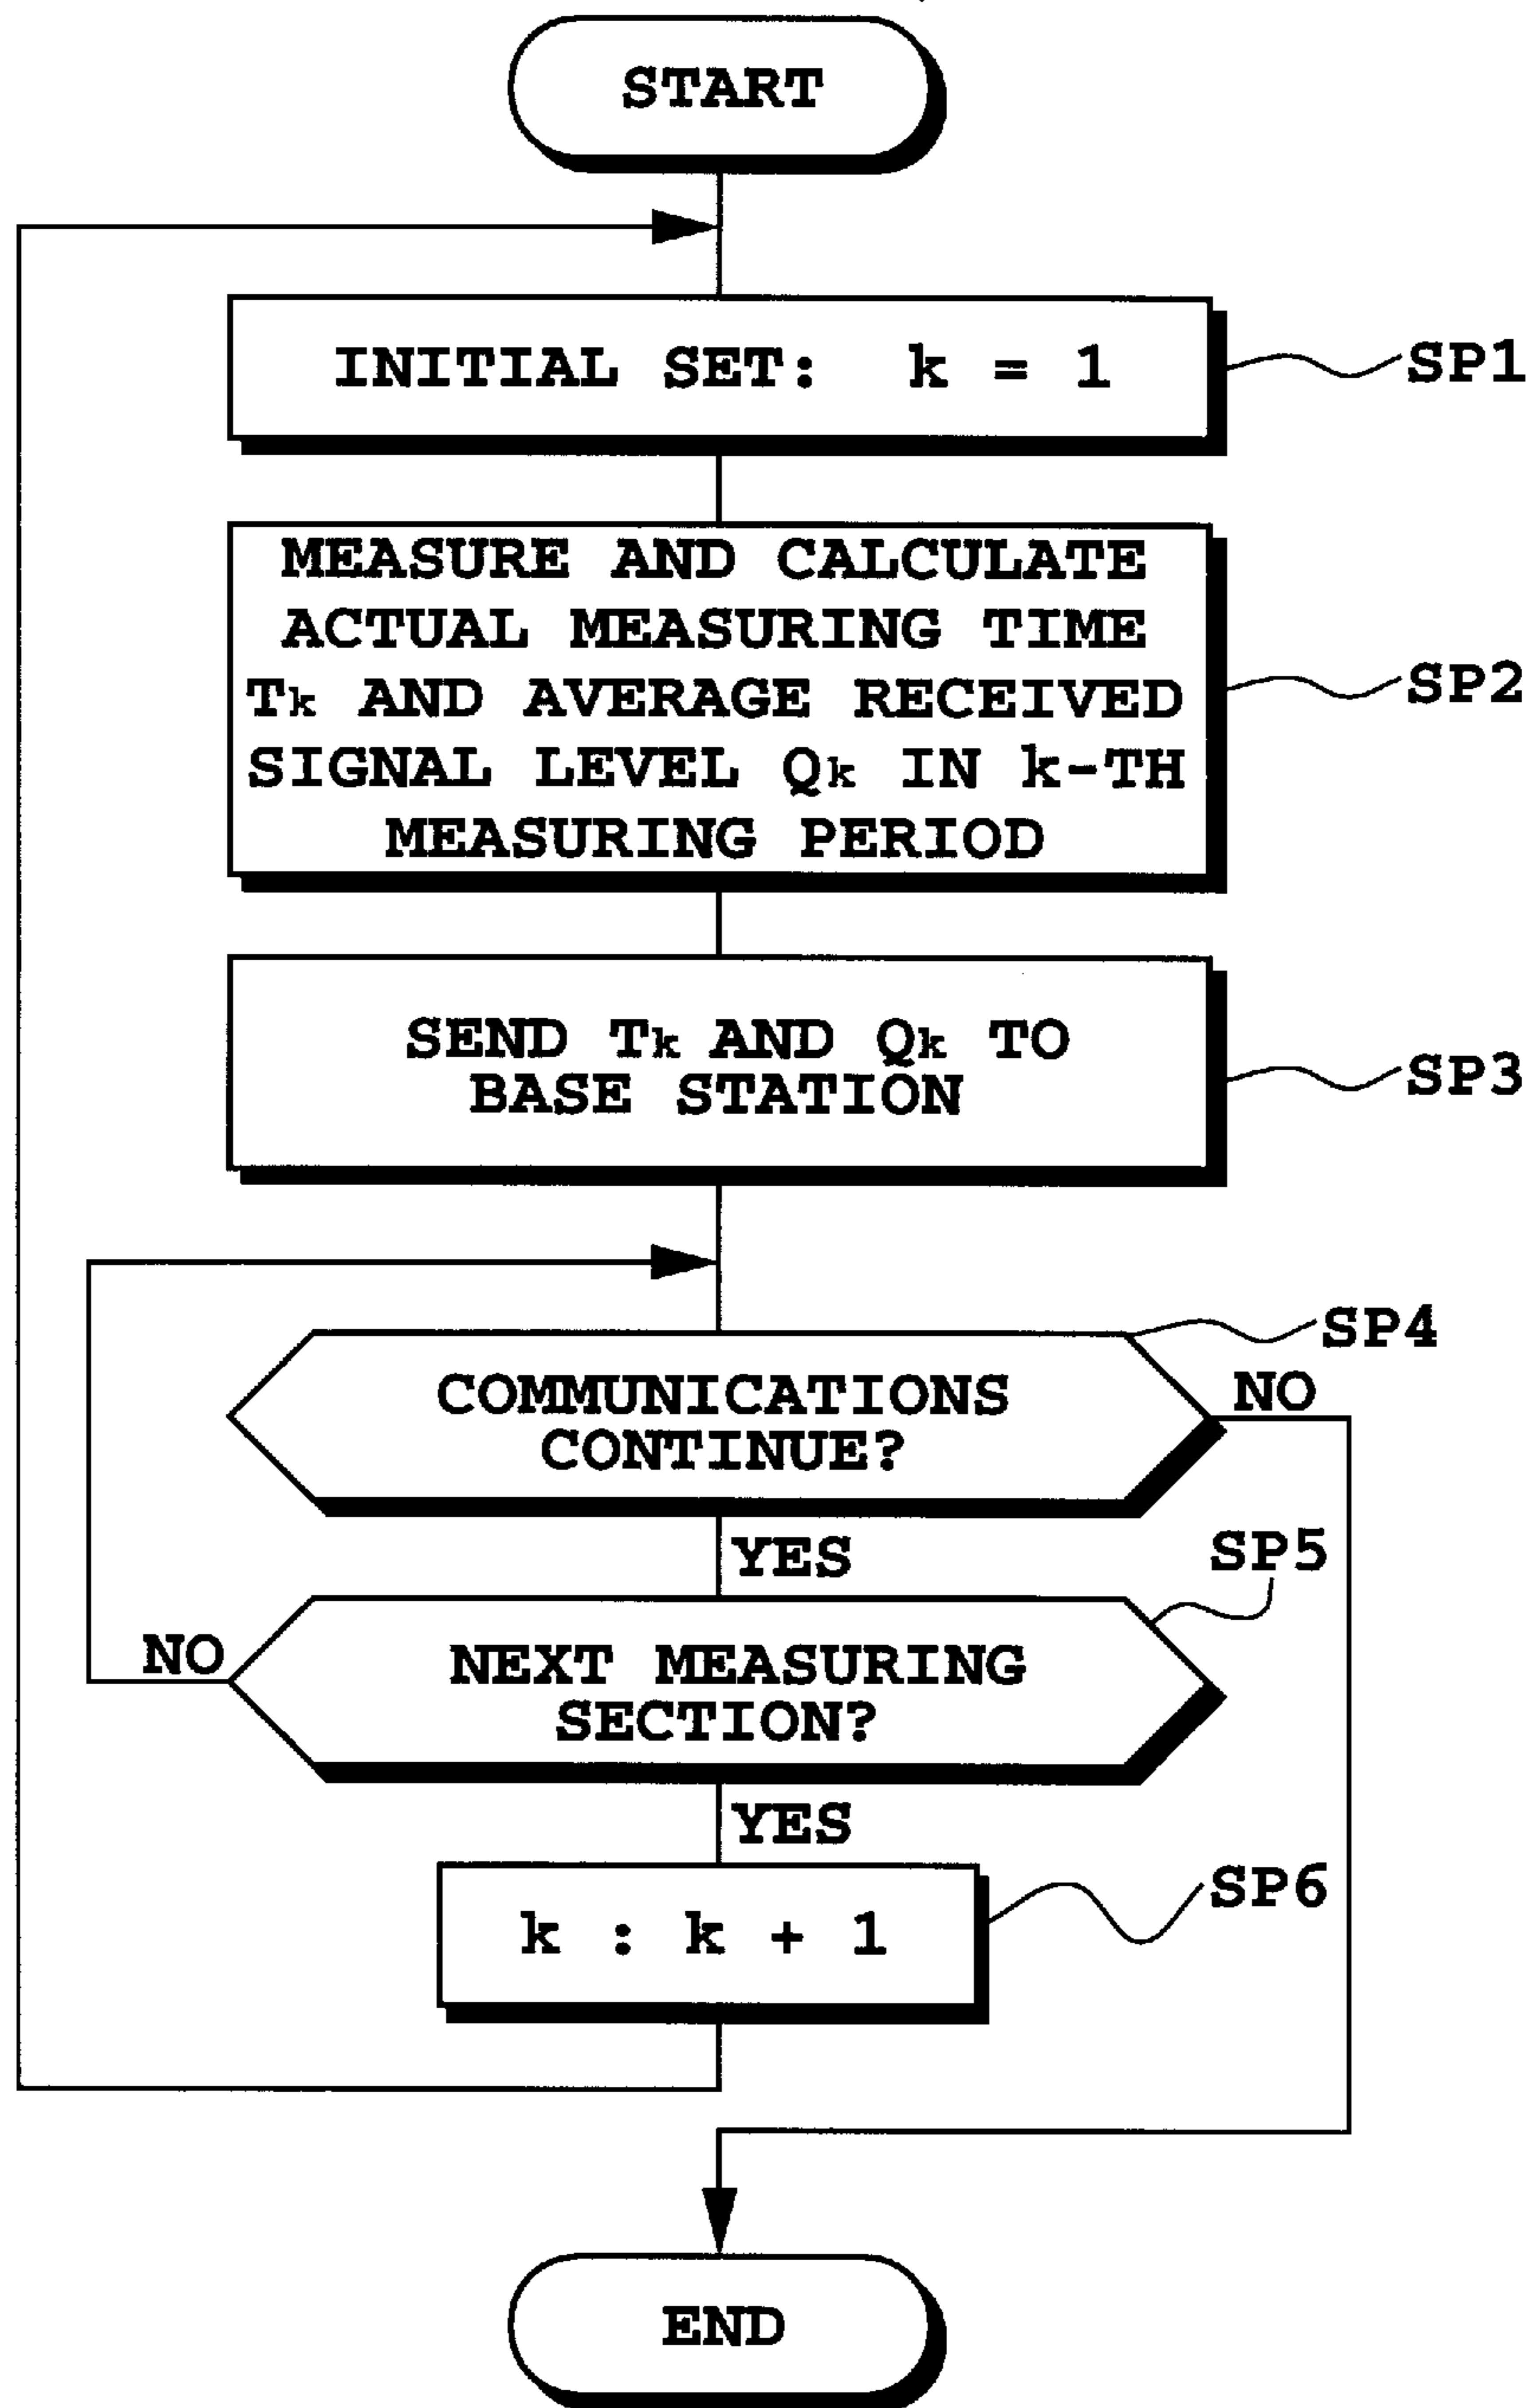 START
INITIAL SET: k = 1
SP1
MEASURE AND CALCULATE
ACTUAL MEASURING TIME
Tk AND AVERAGE RECEIVED
SIGNAL LEVEL Qk IN k-TH
MEASURING PERIOD
SP2
SEND Tk AND Qk TO
BASE STATION
SP3
SP4
COMMUNICATIONS
CONTINUE?
NO
YES
SP5
NEXT MEASURING
SECTION?
NO
YES
k : k + 1
SP6
END